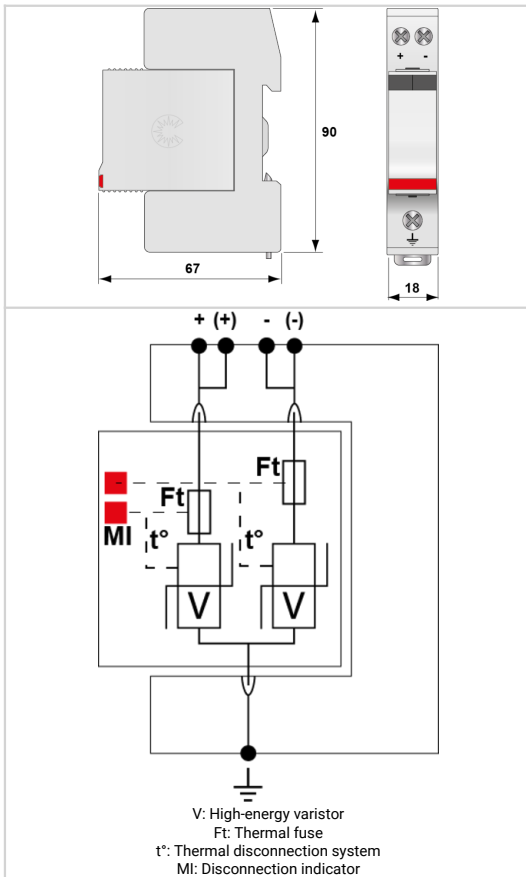 + -
90
67
18
+ (+) - (-)
Ft
-
Ft
MI
t°
t°
V
V
V: High-energy varistor
Ft: Thermal fuse
t°: Thermal disconnection system
MI: Disconnection indicator